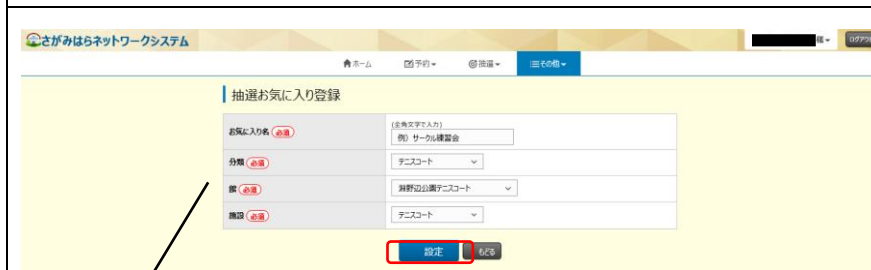 さがみはらネットワークシステム
様
ログアウト
ホーム 予約 抽選 その他
抽選お気に入り登録
お気に入り名 必須
(全角文字で入力)
例）サークル練習会
分類 必須 テニスコート
館 必須 淵野辺公園テニスコート
施設 必須 テニスコート
設定 もどる